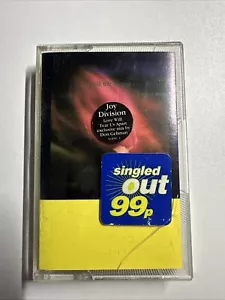 Joy
Division
Love Will
Tear Us Apart
exclusive mix by
Don Gehman
singled
out
99p